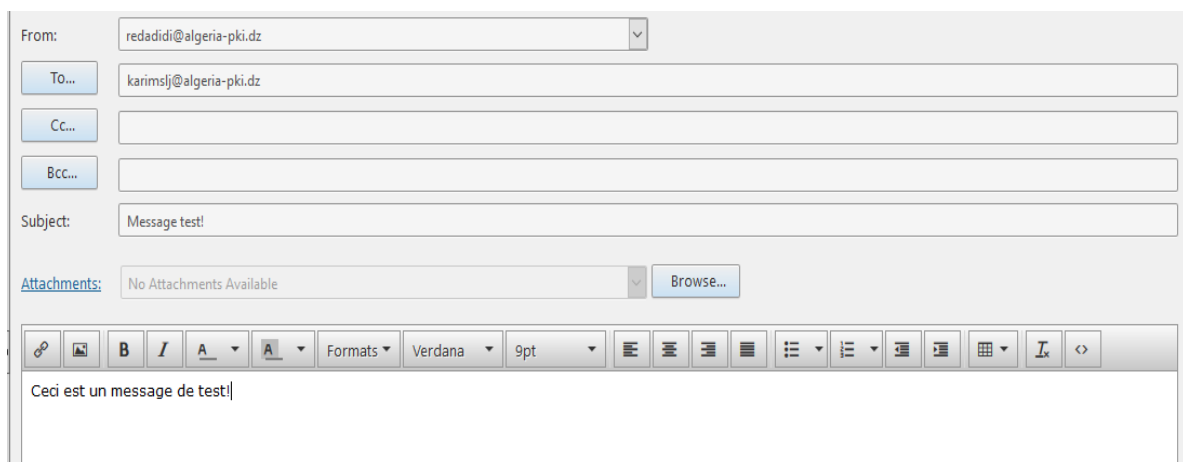 From: redadidi@algeria-pki.dz
To... karimslj@algeria-pki.dz
Cc...
Bcc...
Subject: Message test!
Attachments: No Attachments Available Browse...
B I A A Formats Verdana 9pt Ix <>
Ceci est un message de test!